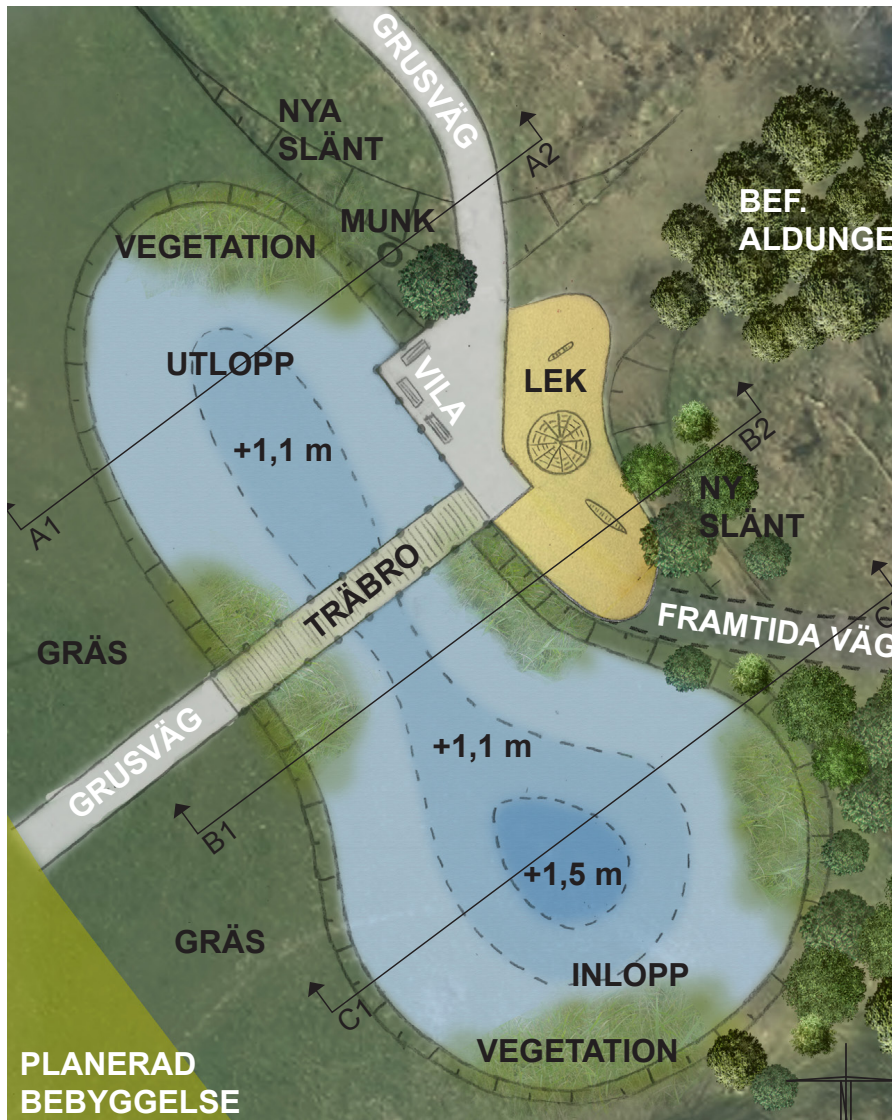 GRUSVÄG
NYA
SLÄNT
A2
BEF.
ALDUNGE
MUNK
VEGETATION
UTLOPP
VILA
LEK
B2
+1,1 m
NY
SLÄNT
A1
TRÄBRO
FRAMTIDA VÄG
GRÄS
GRUSVÄG
+1,1 m
B1
+1,5 m
GRÄS
INLOPP
C1
VEGETATION
PLANERAD
BEBYGGELSE